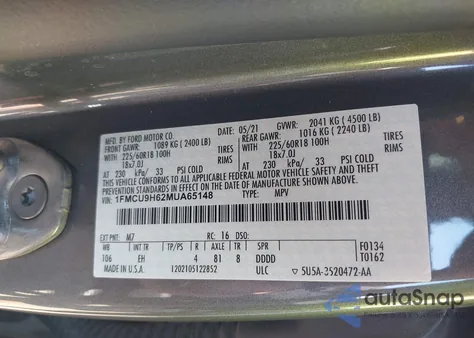 MFD. BY FORD MOTOR CO.
05/21 GVWR: 2041 KG ( 4500 LB)
FRONT GAWR: 1089 KG ( 2400 LB)
REAR GAWR: 1016 KG ( 2240 LB)
225/60R18 100H TIRES
225/60R18 100H TIRES
18x7.0J RIMS
18x7.0J RIMS
AT 230 kPa/ 33 PSI COLD
AT 230 kPa/ 33 PSI COLD
THIS VEHICLE CONFORMS TO ALL APPLICABLE FEDERAL MOTOR VEHICLE SAFETY, BUMPER, AND THEFT PREVENTION STANDARDS IN EFFECT ON THE DATE OF MANUFACTURE SHOWN ABOVE.
VIN: 1FMCU9H62MUA65148
TYPE: MPV
EXT PNT: M7 RC: 16 DSO:
WB INT TR TP/PS R AXLE TR SPR F0134
106 EH 4 81 8 DDDD T0162
MADE IN U.S.A. 1202105122852 ULC 5U5A-3520472-AA
autoSnap